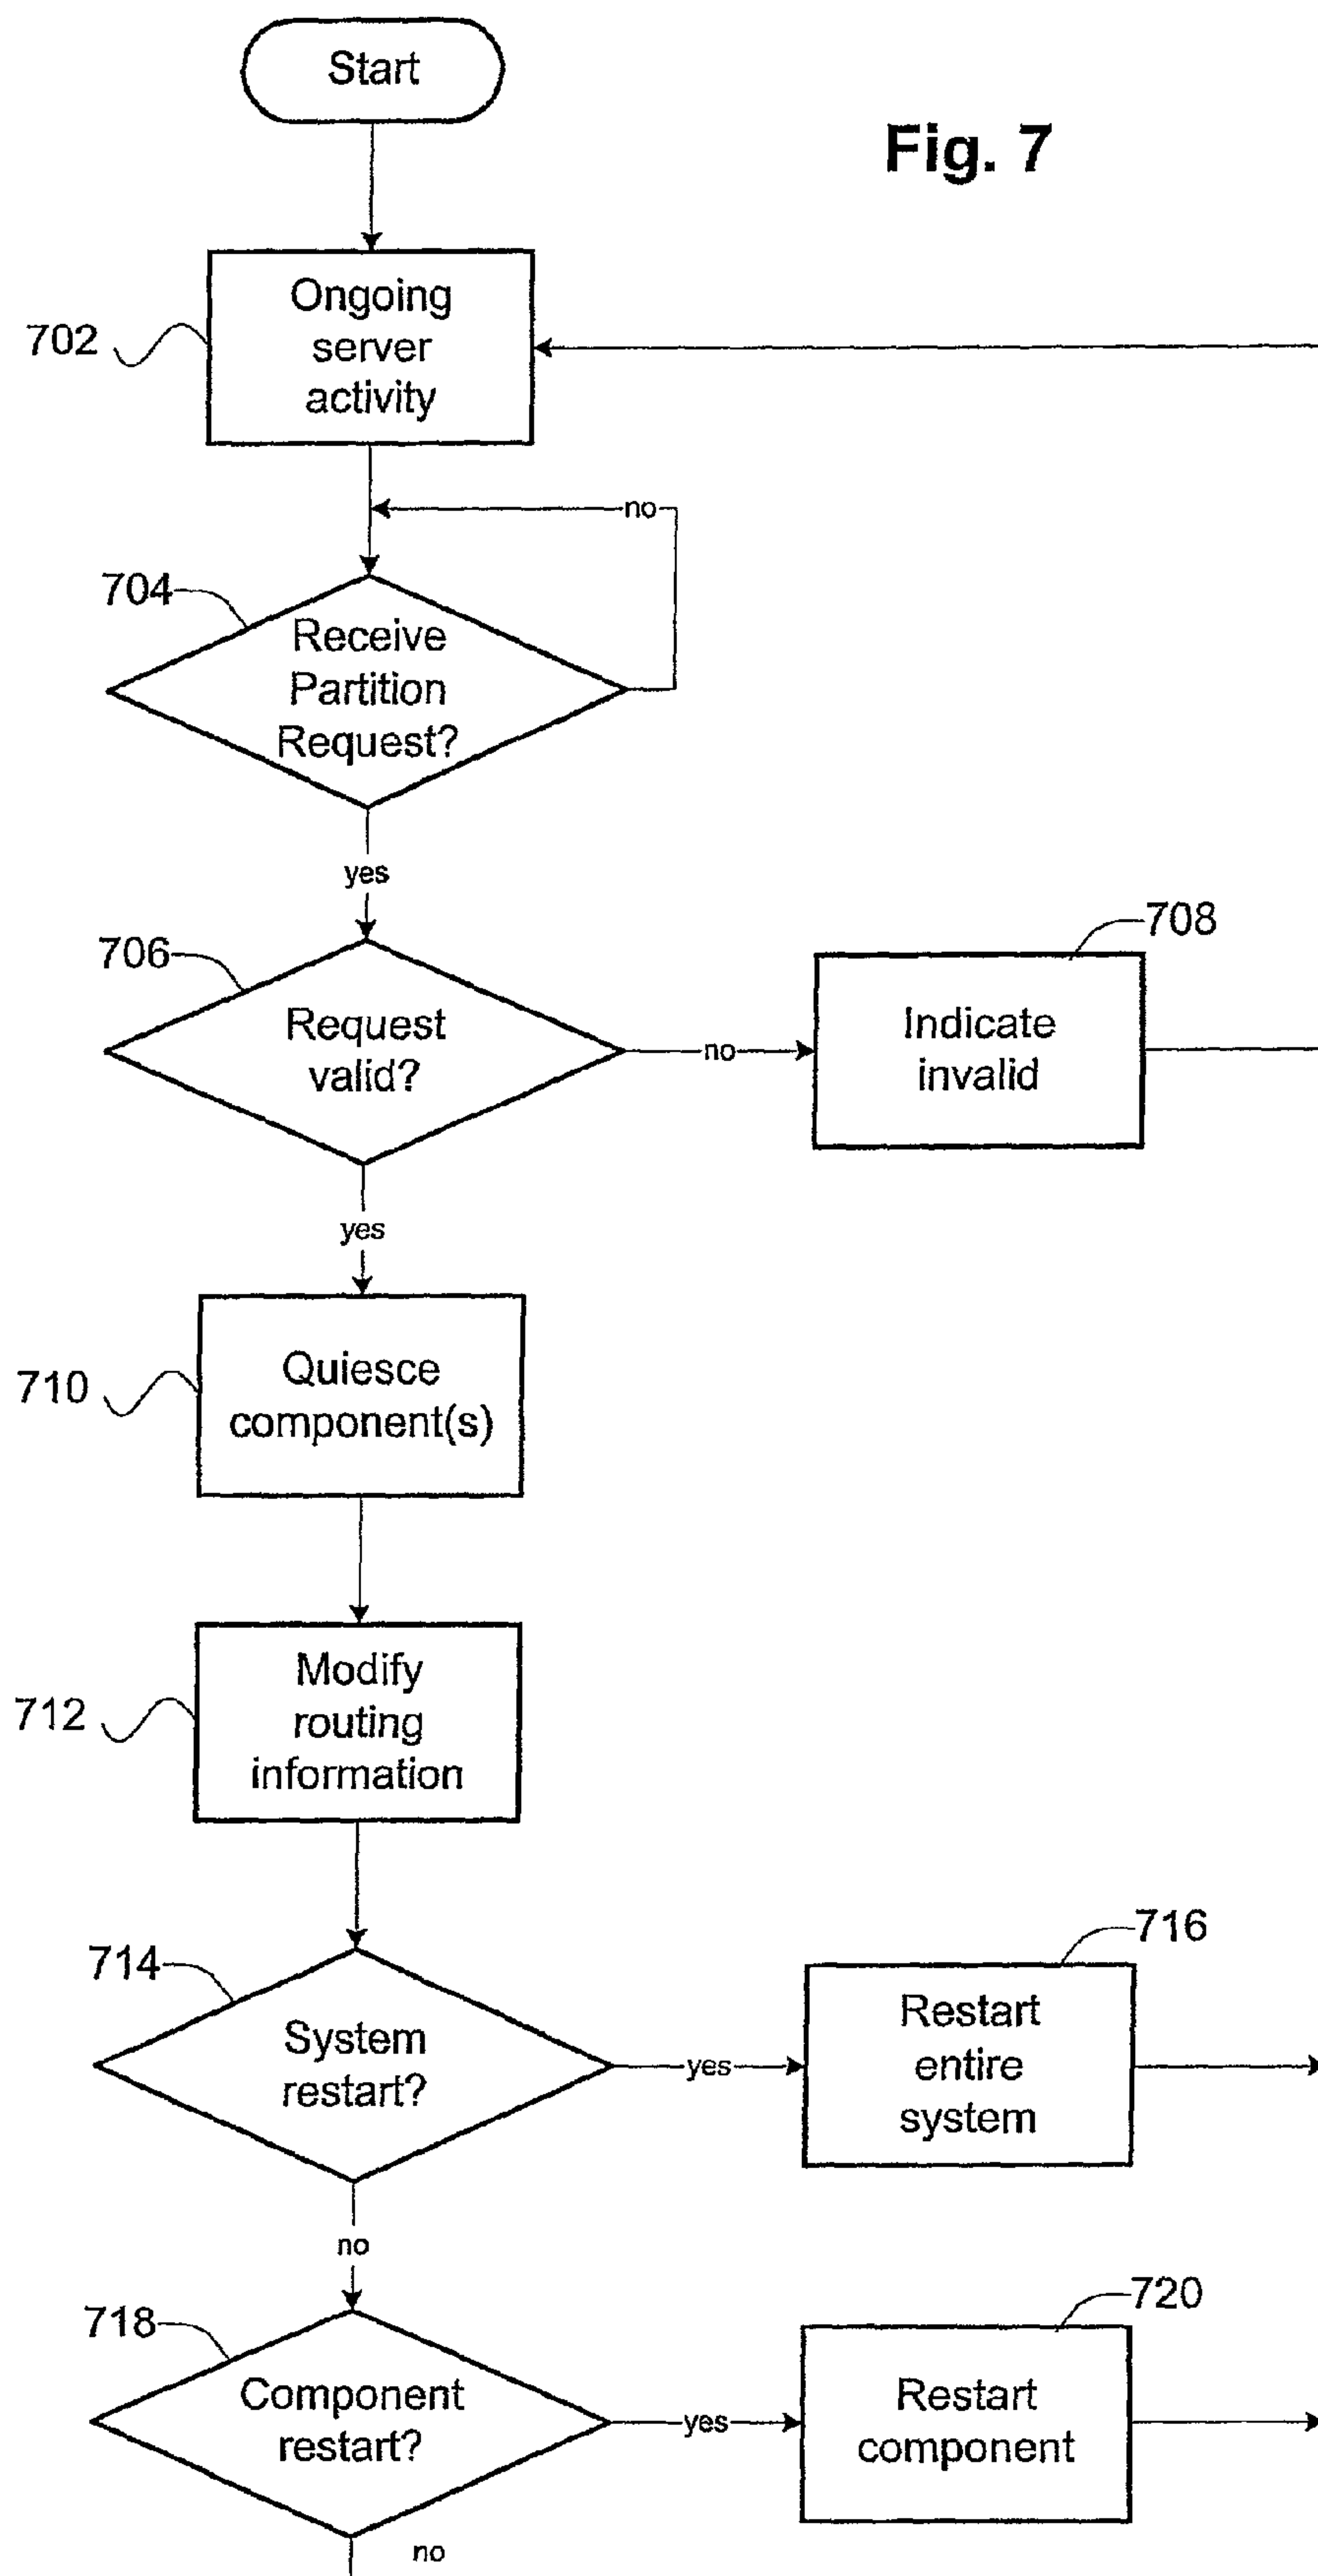 Start
Fig. 7
702
Ongoing
server
activity
no
704
Receive
Partition
Request?
yes
706
Request
valid?
no
708
Indicate
invalid
yes
710
Quiesce
component(s)
712
Modify
routing
information
714
System
restart?
yes
716
Restart
entire
system
no
718
Component
restart?
yes
720
Restart
component
no